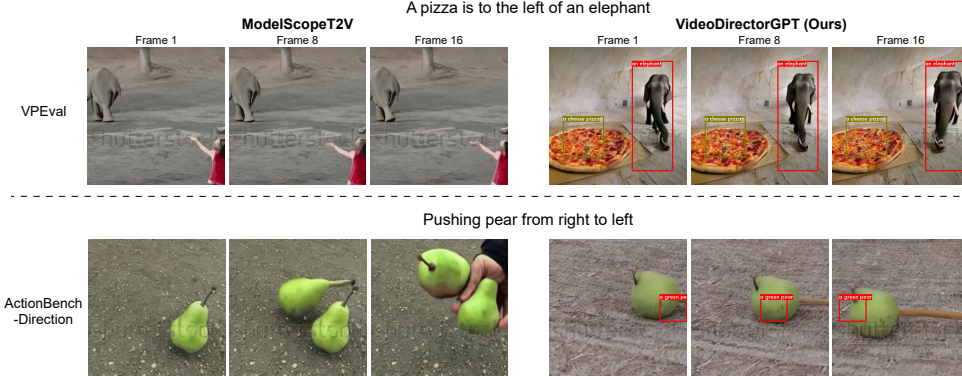 A pizza is to the left of an elephant
ModelScopeT2V
VideoDirectorGPT (Ours)
Frame 1
Frame 8
Frame 16
Frame 1
Frame 8
Frame 16
VPEval
an elephant
an elephant
an elephant
a cheese pizza
a cheese pizza
a cheese pizza
Pushing pear from right to left
ActionBench
-Direction
a green pear
a green pear